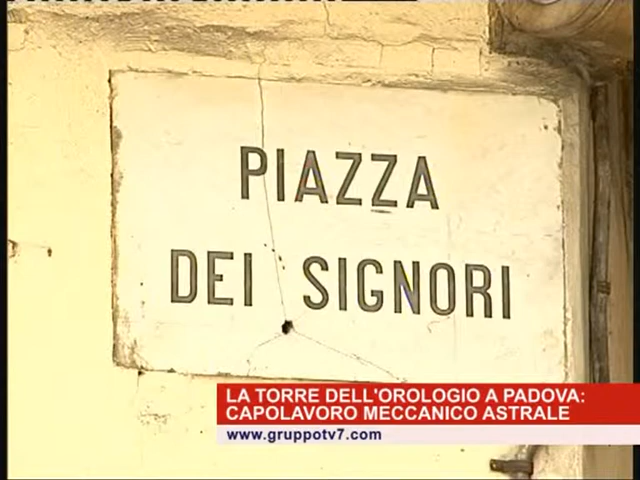 PIAZZA
DEI SIGNORI
LA TORRE DELL'OROLOGIO A PADOVA:
CAPOLAVORO MECCANICO ASTRALE
www.gruppotv7.com